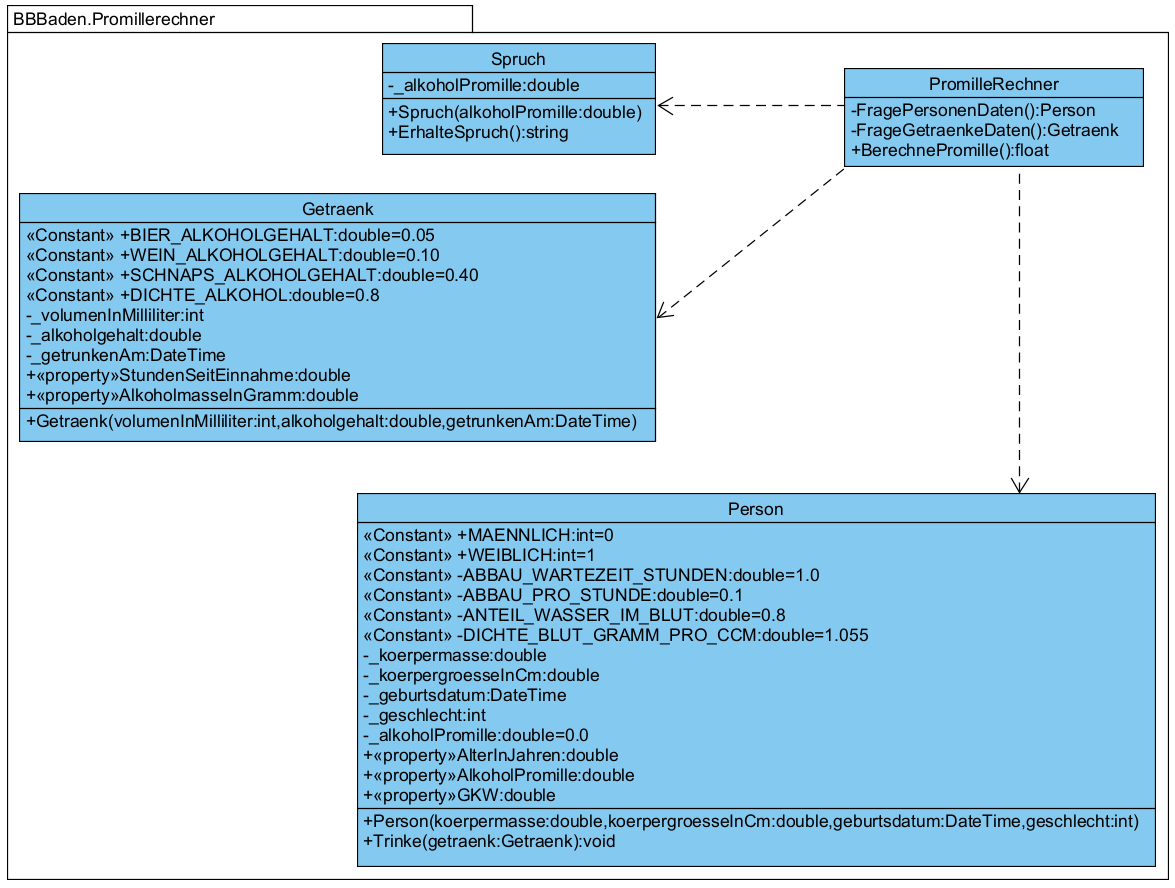 BBBaden.Promillerechner
Spruch
-_alkoholPromille:double
+Spruch(alkoholPromille:double)
+ErhalteSpruch():string
PromilleRechner
-FragePersonenDaten():Person
-FrageGetraenkeDaten():Getraenk
+BerechnePromille():float
Getraenk
«Constant» +BIER_ALKOHOLGEHALT:double=0.05
«Constant» +WEIN_ALKOHOLGEHALT:double=0.10
«Constant» +SCHNAPS_ALKOHOLGEHALT:double=0.40
«Constant» +DICHTE_ALKOHOL:double=0.8
-_volumenInMilliliter:int
-_alkoholgehalt:double
-_getrunkenAm:DateTime
+«property»StundenSeitEinnahme:double
+«property»AlkoholmasseInGramm:double
+Getraenk(volumenInMilliliter:int,alkoholgehalt:double,getrunkenAm:DateTime)
Person
«Constant» +MAENNLICH:int=0
«Constant» +WEIBLICH:int=1
«Constant» -ABBAU_WARTEZEIT_STUNDEN:double=1.0
«Constant» -ABBAU_PRO_STUNDE:double=0.1
«Constant» -ANTEIL_WASSER_IM_BLUT:double=0.8
«Constant» -DICHTE_BLUT_GRAMM_PRO_CCM:double=1.055
-_koerpermasse:double
-_koerpergroesseInCm:double
-_geburtsdatum:DateTime
-_geschlecht:int
-_alkoholPromille:double=0.0
+«property»AlterInJahren:double
+«property»AlkoholPromille:double
+«property»GKW:double
+Person(koerpermasse:double,koerpergroesseInCm:double,geburtsdatum:DateTime,geschlecht:int)
+Trinke(getraenk:Getraenk):void